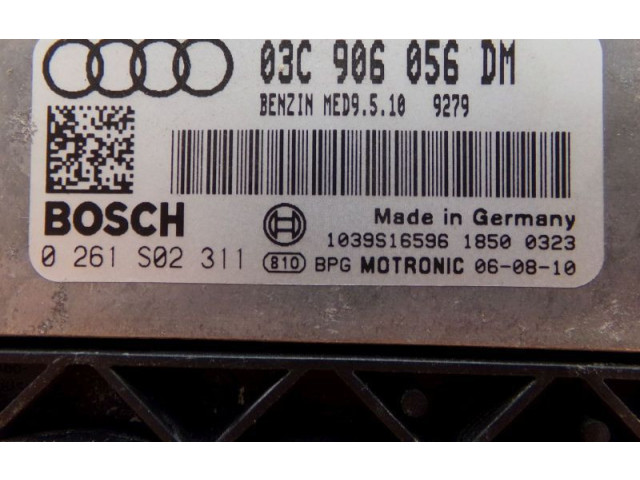 03C 906 056 DM
BENZIN MED9.5.10 9279
BOSCH
Made in Germany
1039S16596 1850 0323
0 261 S02 311
810 BPG MOTRONIC 06-08-10